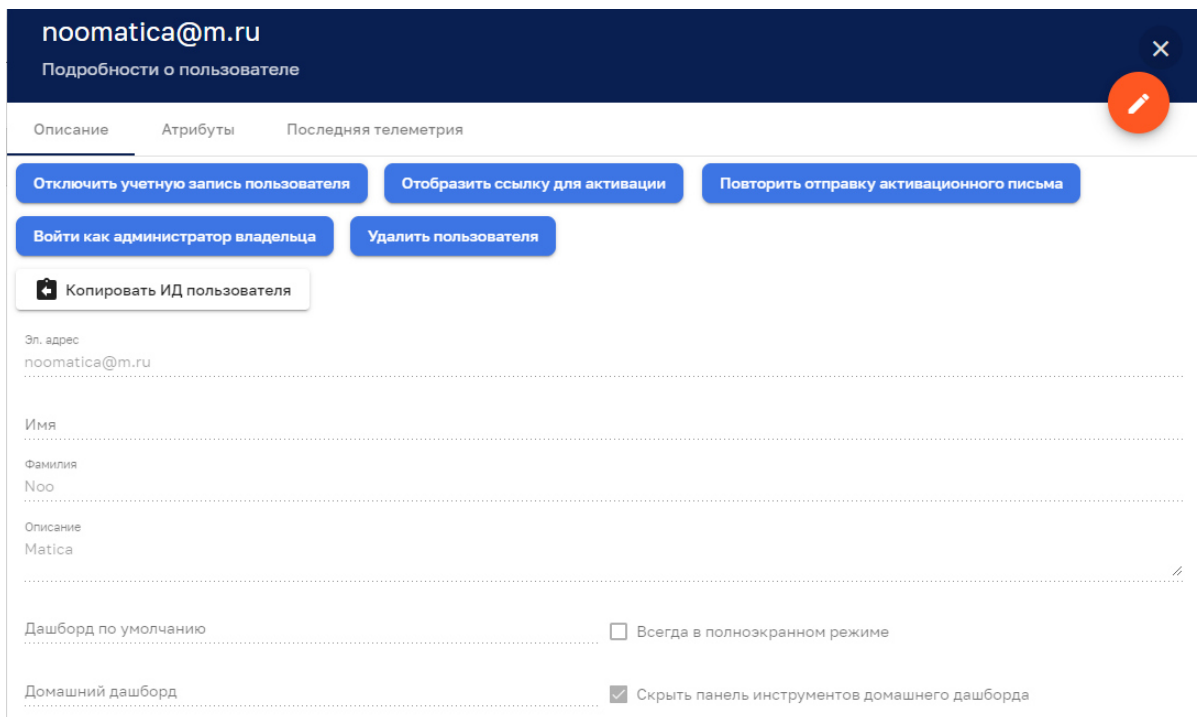 noomatica@m.ru
Подробности о пользователе
Описание Атрибуты Последняя телеметрия
Отключить учетную запись пользователя Отобразить ссылку для активации Повторить отправку активационного письма
Войти как администратор владельца Удалить пользователя
Копировать ИД пользователя
Эл. адрес
noomatica@m.ru
Имя
Фамилия
Noo
Описание
Matica
Дашборд по умолчанию Всегда в полноэкранном режиме
Домашний дашборд Скрыть панель инструментов домашнего дашборда